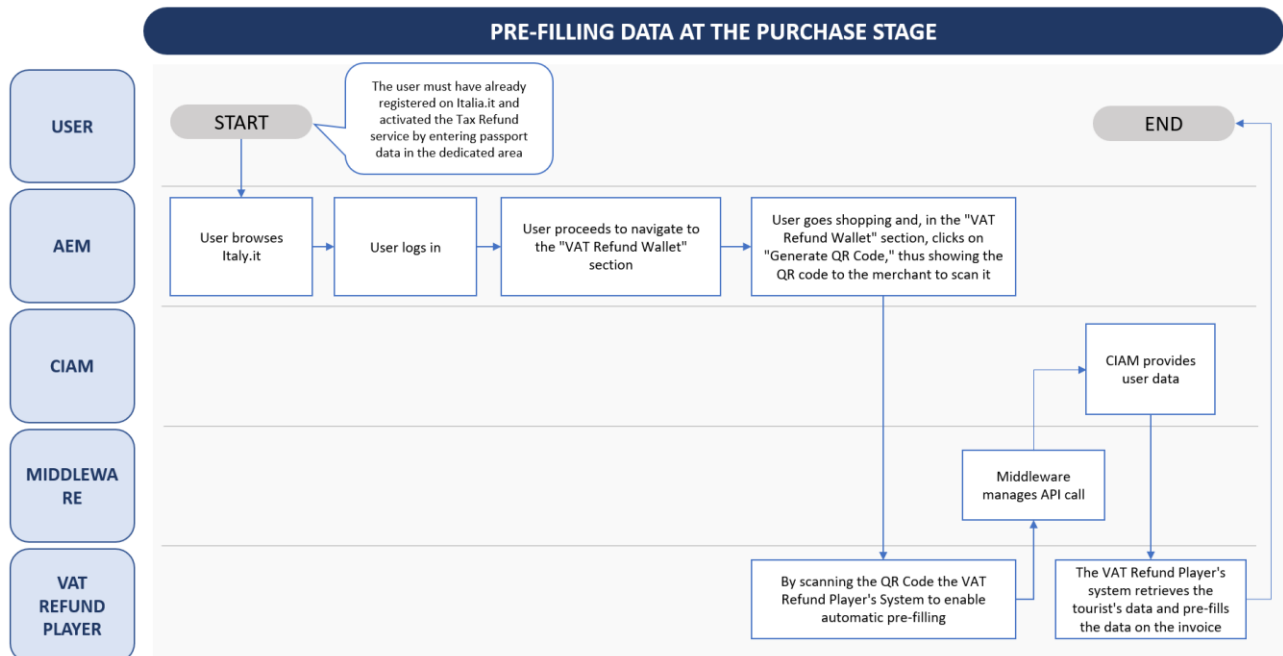 PRE-FILLING DATA AT THE PURCHASE STAGE
USER
START
The user must have already
registered on Italia.it and
activated the Tax Refund
service by entering passport
data in the dedicated area
END
AEM
User browses
Italy.it
User logs in
User proceeds to navigate to
the "VAT Refund Wallet"
section
User goes shopping and, in the "VAT
Refund Wallet" section, clicks on
"Generate QR Code," thus showing the
QR code to the merchant to scan it
CIAM
CIAM provides
user data
MIDDLEWA
RE
Middleware
manages API call
VAT
REFUND
PLAYER
By scanning the QR Code the VAT
Refund Player's System to enable
automatic pre-filling
The VAT Refund Player's
system retrieves the
tourist's data and pre-fills
the data on the invoice